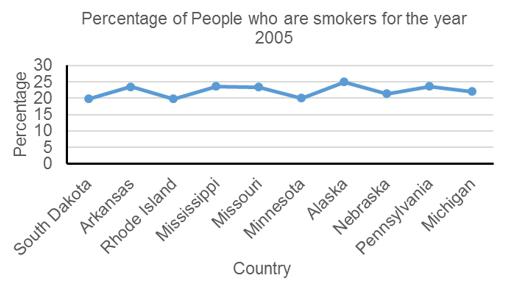 Percentage of People who are smokers for the year
2005
Percentage
30
25
20
15
10
5
0
South Dakota
Arkansas
Rhode Island
Mississippi
Missouri
Minnesota
Alaska
Nebraska
Pennsylvania
Michigan
Country